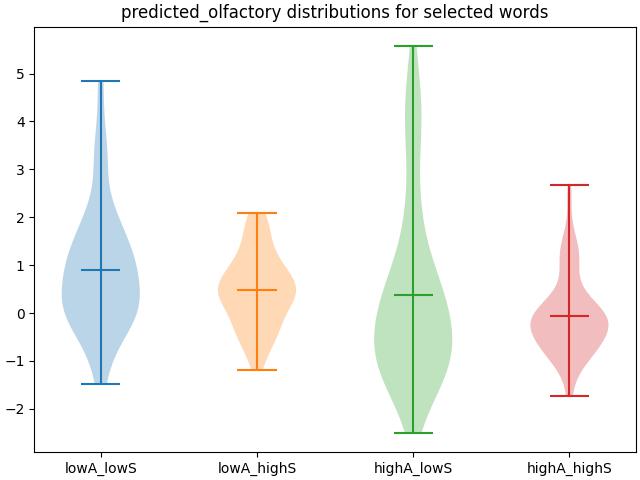 predicted_olfactory distributions for selected words
5
4
3
2
1
0
−1
−2
lowA_lowS
lowA_highS
highA_lowS
highA_highS